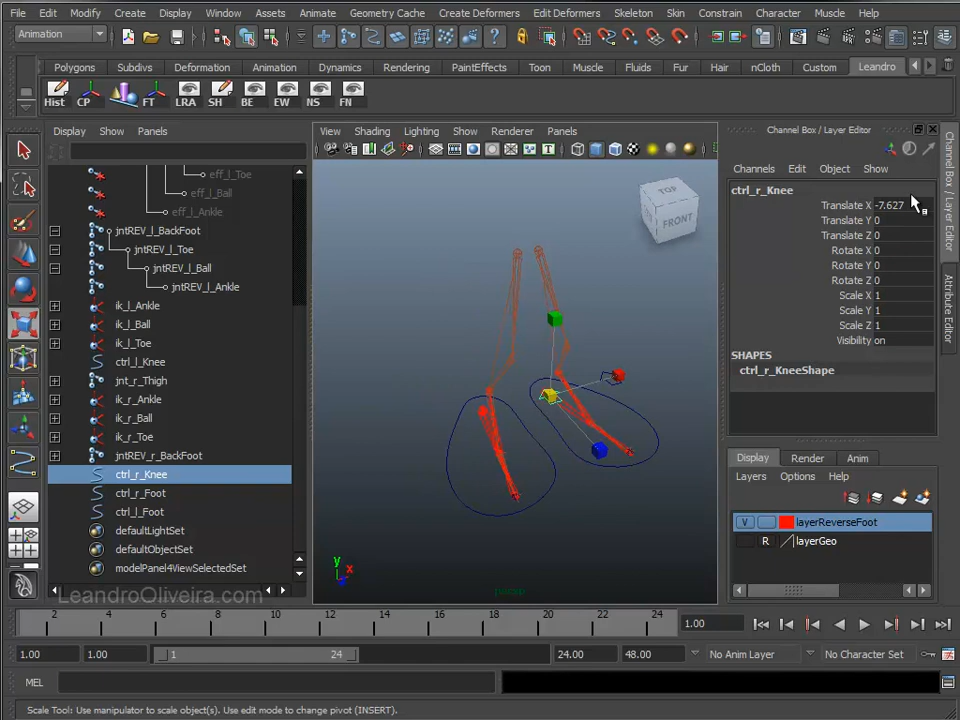 File Edit Modify Create Display Window Assets Animate Geometry Cache Create Deformers Edit Deformers Skeleton Skin Constrain Character Muscle Help
Animation
Polygons Subdivs Deformation Animation Dynamics Rendering PaintEffects Toon Muscle Fluids Fur Hair nCloth Custom Leandro
Hist CP FT LRA SH BE EW NS FN
Display Show Panels
eff_l_Toe
eff_l_Ball
eff_l_Ankle
jntREV_l_BackFoot
jntREV_l_Toe
jntREV_l_Ball
jntREV_l_Ankle
ik_l_Ankle
ik_l_Ball
ik_l_Toe
ctrl_l_Knee
jnt_r_Thigh
ik_r_Ankle
ik_r_Ball
ik_r_Toe
jntREV_r_BackFoot
ctrl_r_Knee
ctrl_r_Foot
ctrl_l_Foot
defaultLightSet
defaultObjectSet
modelPanel4ViewSelectedSet
LeandroOliveira.com
View Shading Lighting Show Renderer Panels
TOP
FRONT
y
x
Channel Box / Layer Editor
Channels Edit Object Show
ctrl_r_Knee
Translate X -7.627
Translate Y 0
Translate Z 0
Rotate X 0
Rotate Y 0
Rotate Z 0
Scale X 1
Scale Y 1
Scale Z 1
Visibility on
SHAPES
ctrl_r_KneeShape
Display Render Anim
Layers Options Help
V layerReverseFoot
R layerGeo
Channel Box / Layer Editor
Attribute Editor
2 4 6 8 10 12 14 16 18 20 22 24
1.00
1.00 1.00 1 24 24.00 48.00 No Anim Layer No Character Set
MEL
Scale Tool: Use manipulator to scale object(s). Use edit mode to change pivot (INSERT).